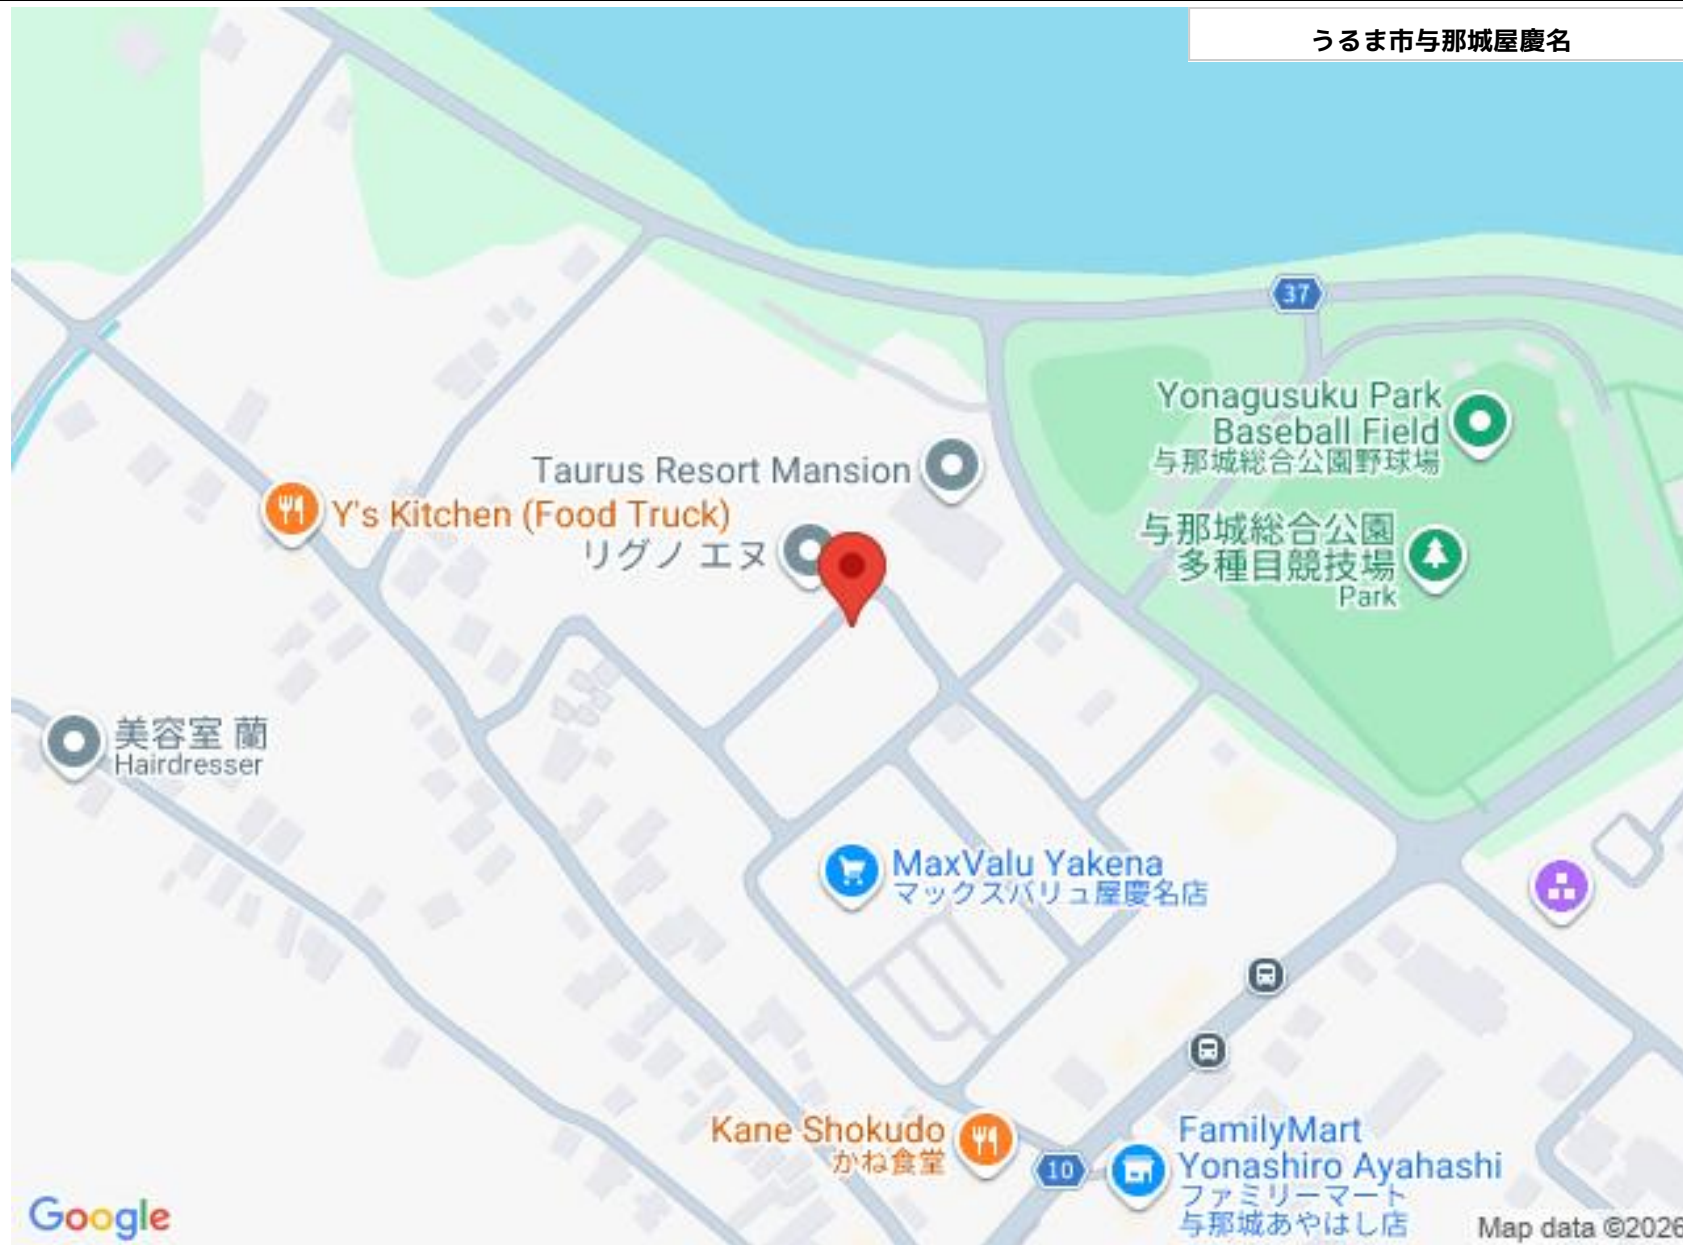 うるま市与那城屋慶名
37
Yonagusuku Park
Baseball Field
与那城総合公園野球場
Taurus Resort Mansion
Y's Kitchen (Food Truck)
リグノ エヌ
与那城総合公園
多種目競技場
Park
美容室 蘭
Hairdresser
MaxValu Yakena
マックスバリュ屋慶名店
Kane Shokudo
かね食堂
10
FamilyMart
Yonashiro Ayahashi
ファミリーマート
与那城あやはし店
Google
Map data ©2026